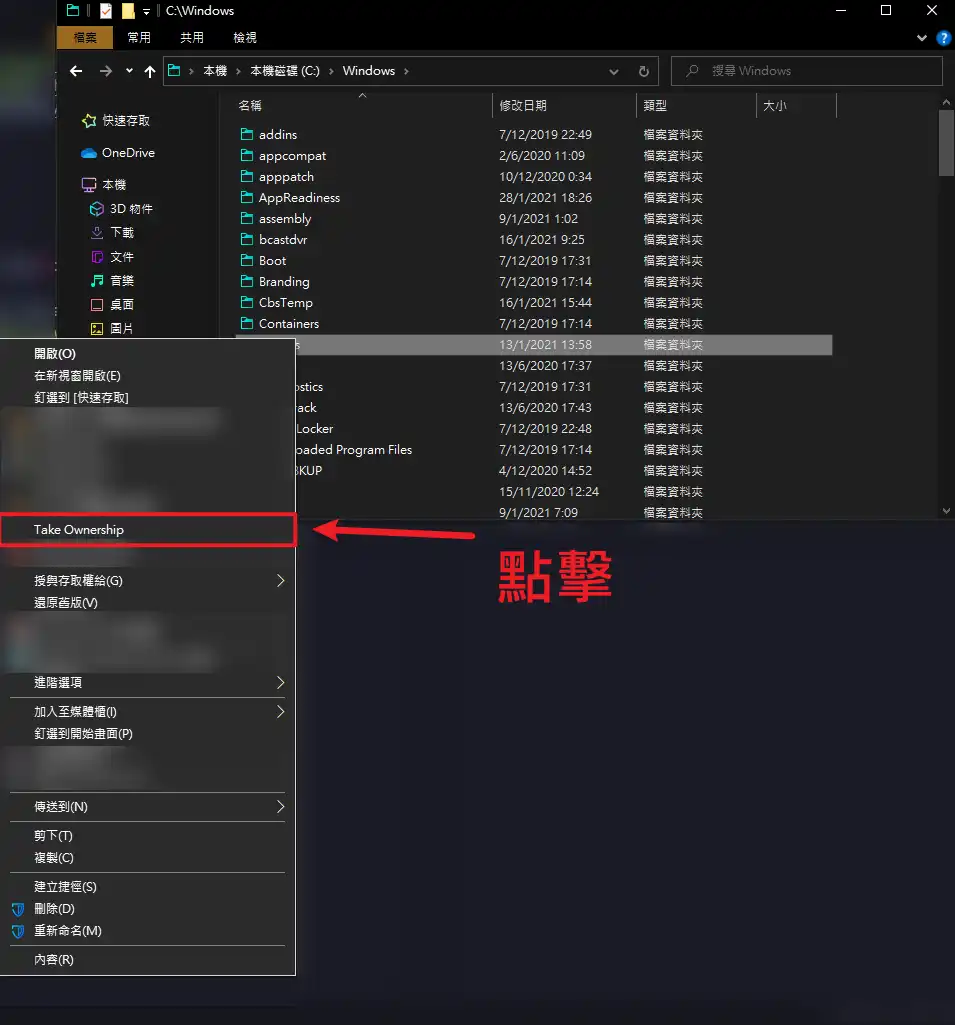 C:\Windows
檔案 常用 共用 檢視
本機 本機磁碟 (C:) Windows 搜尋 Windows
名稱 修改日期 類型 大小
快速存取
OneDrive
本機
3D 物件
下載
文件
音樂
桌面
圖片
addins 7/12/2019 22:49 檔案資料夾
appcompat 2/6/2020 11:09 檔案資料夾
apppatch 10/12/2020 0:34 檔案資料夾
AppReadiness 28/1/2021 18:26 檔案資料夾
assembly 9/1/2021 1:02 檔案資料夾
bcastdvr 16/1/2021 9:25 檔案資料夾
Boot 7/12/2019 17:31 檔案資料夾
Branding 7/12/2019 17:14 檔案資料夾
CbsTemp 16/1/2021 15:44 檔案資料夾
Containers 7/12/2019 17:14 檔案資料夾
s 13/1/2021 13:58 檔案資料夾
13/6/2020 17:37 檔案資料夾
ostics 7/12/2019 17:31 檔案資料夾
ack 13/6/2020 17:43 檔案資料夾
Locker 7/12/2019 22:48 檔案資料夾
oaded Program Files 7/12/2019 17:14 檔案資料夾
BKUP 4/12/2020 14:52 檔案資料夾
15/11/2020 12:24 檔案資料夾
9/1/2021 7:09 檔案資料夾
開啟(O)
在新視窗開啟(E)
釘選到 [快速存取]
Take Ownership
點擊
授與存取權給(G)
還原舊版(V)
進階選項
加入至媒體櫃(I)
釘選到開始畫面(P)
傳送到(N)
剪下(T)
複製(C)
建立捷徑(S)
刪除(D)
重新命名(M)
內容(R)